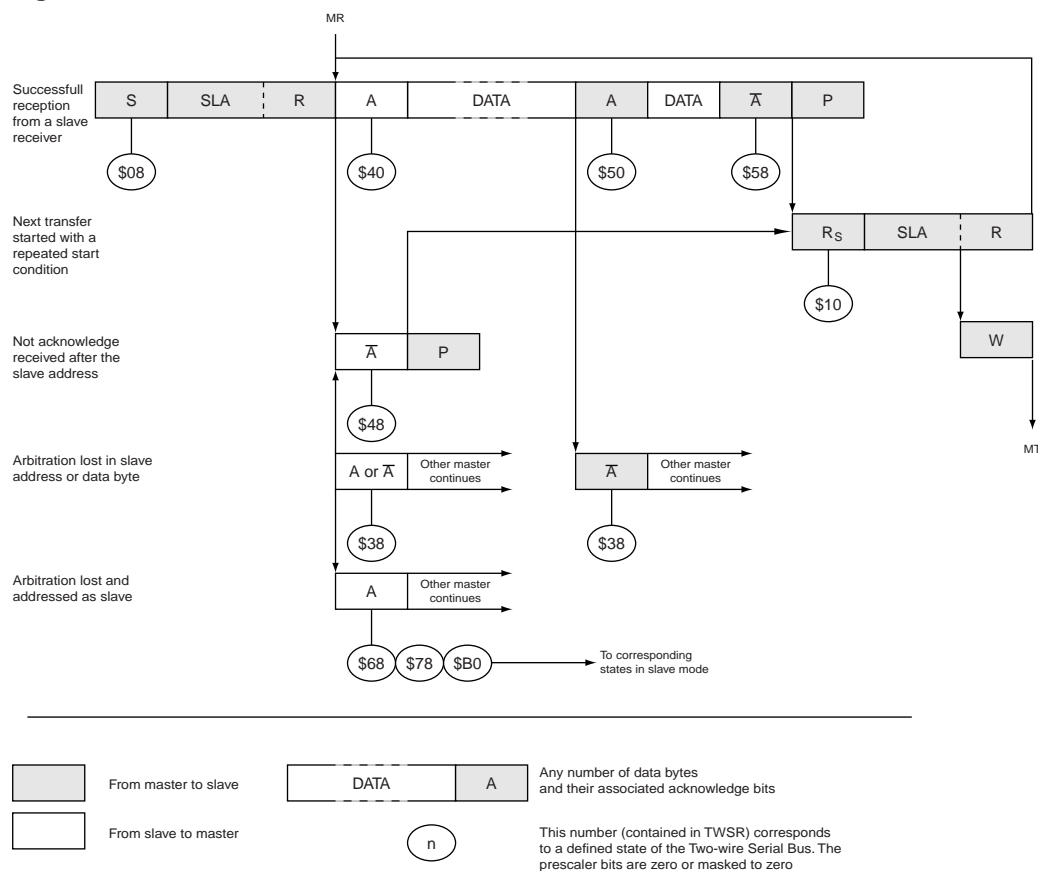 MR
Successfull
reception
from a slave
receiver
S SLA R A DATA A DATA A̅ P
$08 $40 $50 $58
Next transfer
started with a
repeated start
condition
RS SLA R
$10
Not acknowledge
received after the
slave address
A̅ P
W
$48
MT
Arbitration lost in slave
address or data byte
A or A̅ Other master
continues
A̅ Other master
continues
$38 $38
Arbitration lost and
addressed as slave
A Other master
continues
$68 $78 $B0
To corresponding
states in slave mode
From master to slave
DATA A
Any number of data bytes
and their associated acknowledge bits
From slave to master
n
This number (contained in TWSR) corresponds
to a defined state of the Two-wire Serial Bus. The
prescaler bits are zero or masked to zero